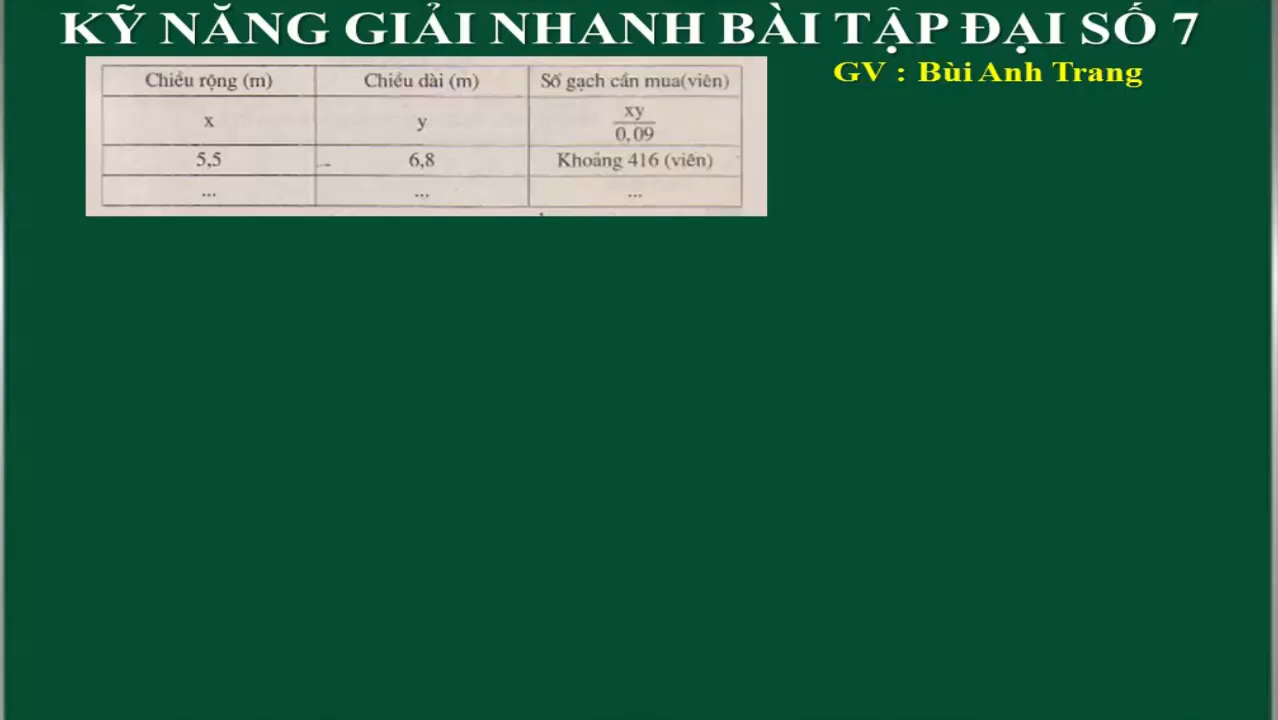 KỸ NĂNG GIẢI NHANH BÀI TẬP ĐẠI SỐ 7
GV : Bùi Anh Trang
Chiều rộng (m) Chiều dài (m) Số gạch cần mua(viên)
x y xy/0,09
5,5 6,8 Khoảng 416 (viên)
... ... ...